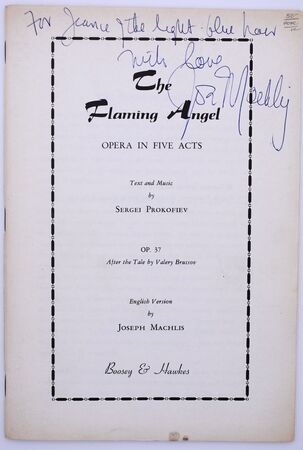 For Jeanne & the light-blue hair
with love
Joe Machlis
The
Flaming Angel
OPERA IN FIVE ACTS
Text and Music
by
SERGEI PROKOFIEV
OP. 37
After the Tale by Valery Brussov
English Version
by
JOSEPH MACHLIS
Boosey & Hawkes